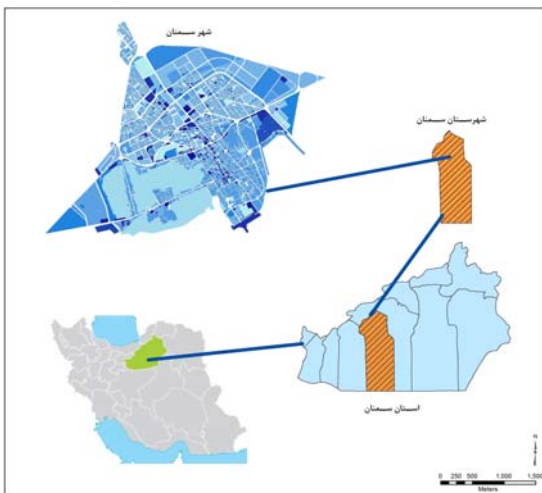 شهر سمنان
شهرستان سمنان
استان سمنان
N
0 250 500 1,000 1,500
Meters